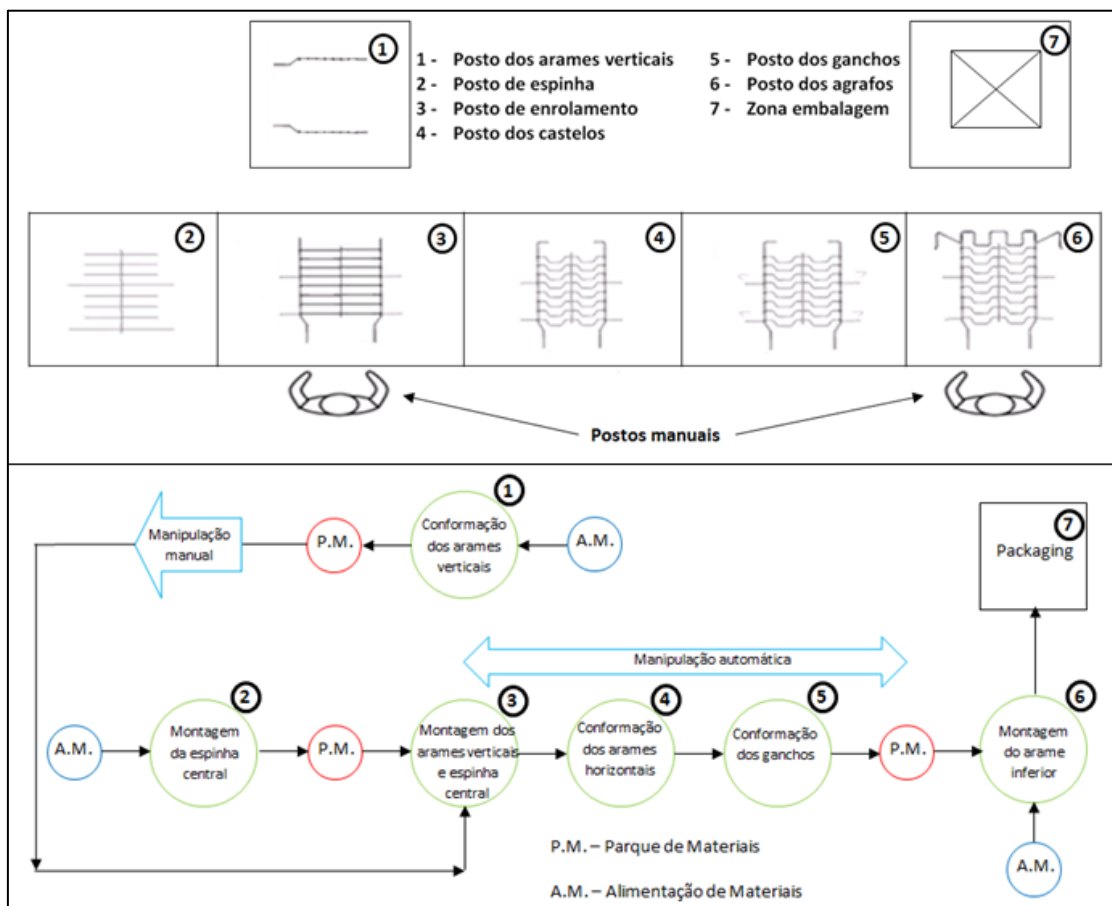 1
1 - Posto dos arames verticais
2 - Posto de espinha
3 - Posto de enrolamento
4 - Posto dos castelos
5 - Posto dos ganchos
6 - Posto dos agrafos
7 - Zona embalagem
7
2
3
4
5
6
Postos manuais
1
Manipulação
manual
P.M.
Conformação
dos arames
verticais
A.M.
7
Packaging
Manipulação automática
2
3
4
5
6
A.M.
Montagem
da espinha
central
P.M.
Montagem dos
arames verticais
e espinha
central
Conformação
dos arames
horizontais
Conformação
dos ganchos
P.M.
Montagem
do arame
inferior
P.M. – Parque de Materiais
A.M. – Alimentação de Materiais
A.M.